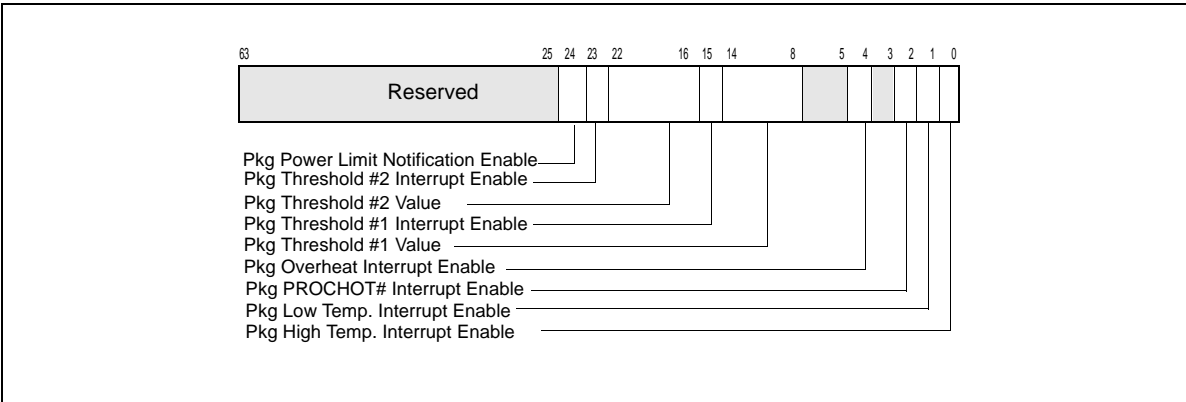 63 25 24 23 22 16 15 14 8 5 4 3 2 1 0
Reserved
Pkg Power Limit Notification Enable
Pkg Threshold #2 Interrupt Enable
Pkg Threshold #2 Value
Pkg Threshold #1 Interrupt Enable
Pkg Threshold #1 Value
Pkg Overheat Interrupt Enable
Pkg PROCHOT# Interrupt Enable
Pkg Low Temp. Interrupt Enable
Pkg High Temp. Interrupt Enable